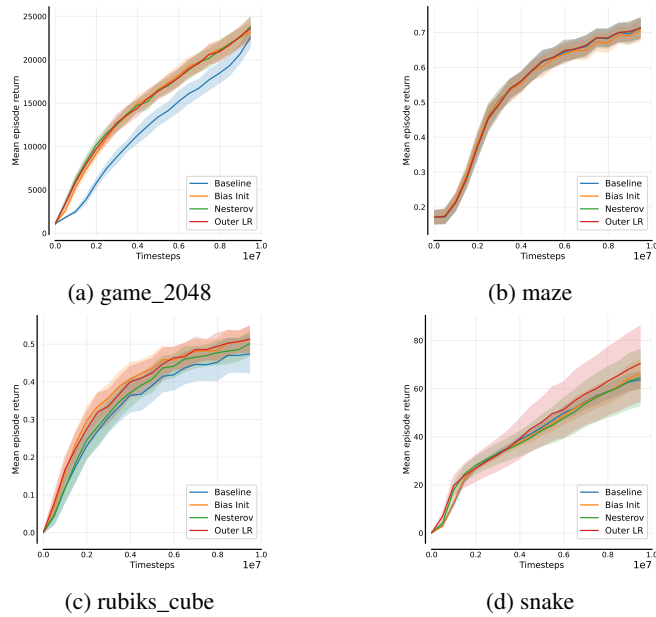 Mean episode return
25000
20000
15000
10000
5000
0
0.0 0.2 0.4 0.6 0.8 1.0
Timesteps
1e7
Baseline
Bias Init
Nesterov
Outer LR
(a) game_2048
Mean episode return
0.7
0.6
0.5
0.4
0.3
0.2
0.0 0.2 0.4 0.6 0.8 1.0
Timesteps
1e7
Baseline
Bias Init
Nesterov
Outer LR
(b) maze
Mean episode return
0.5
0.4
0.3
0.2
0.1
0.0
0.0 0.2 0.4 0.6 0.8 1.0
Timesteps
1e7
Baseline
Bias Init
Nesterov
Outer LR
(c) rubiks_cube
Mean episode return
80
60
40
20
0
0.0 0.2 0.4 0.6 0.8 1.0
Timesteps
1e7
Baseline
Bias Init
Nesterov
Outer LR
(d) snake